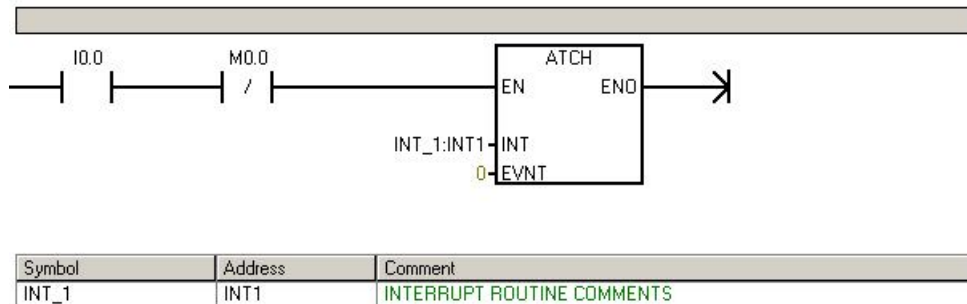 I0.0 M0.0 ATCH
/ EN ENO
INT_1:INT1 INT
0 EVNT
Symbol Address Comment
INT_1 INT1 INTERRUPT ROUTINE COMMENTS